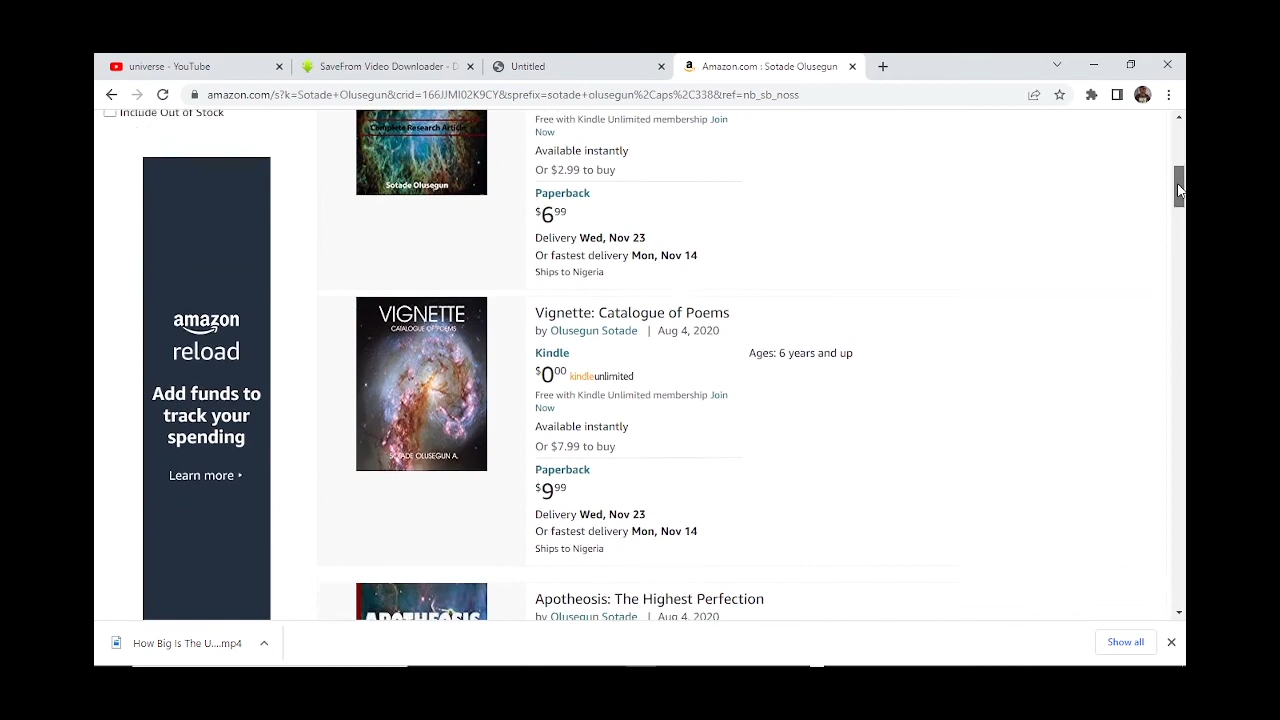 universe - YouTube
SaveFrom Video Downloader - D
Untitled
Amazon.com : Sotade Olusegun
amazon.com/s?k=Sotade+Olusegun&crid=166JJMI02K9CY&sprefix=sotade+olusegun%2Caps%2C338&ref=nb_sb_noss
Include Out of Stock
Complete Research Article
Sotade Olusegun
Free with Kindle Unlimited membership Join
Now
Available instantly
Or $2.99 to buy
Paperback
$6 99
Delivery Wed, Nov 23
Or fastest delivery Mon, Nov 14
Ships to Nigeria
amazon
reload
Add funds to
track your
spending
Learn more
VIGNETTE
CATALOGUE OF POEMS
SOTADE OLUSEGUN A.
Vignette: Catalogue of Poems
by Olusegun Sotade | Aug 4, 2020
Kindle
$0 00 kindleunlimited
Free with Kindle Unlimited membership Join
Now
Available instantly
Or $7.99 to buy
Ages: 6 years and up
Paperback
$9 99
Delivery Wed, Nov 23
Or fastest delivery Mon, Nov 14
Ships to Nigeria
APOTHEOSIS
Apotheosis: The Highest Perfection
by Olusegun Sotade | Aug 4, 2020
How Big Is The U....mp4
Show all